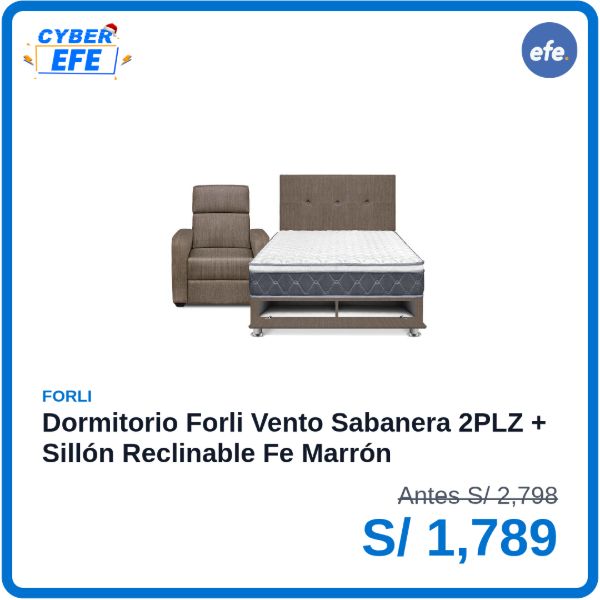 CYBER
EFE
efe.
FORLI
Dormitorio Forli Vento Sabanera 2PLZ +
Sillón Reclinable Fe Marrón
Antes S/ 2,798
S/ 1,789